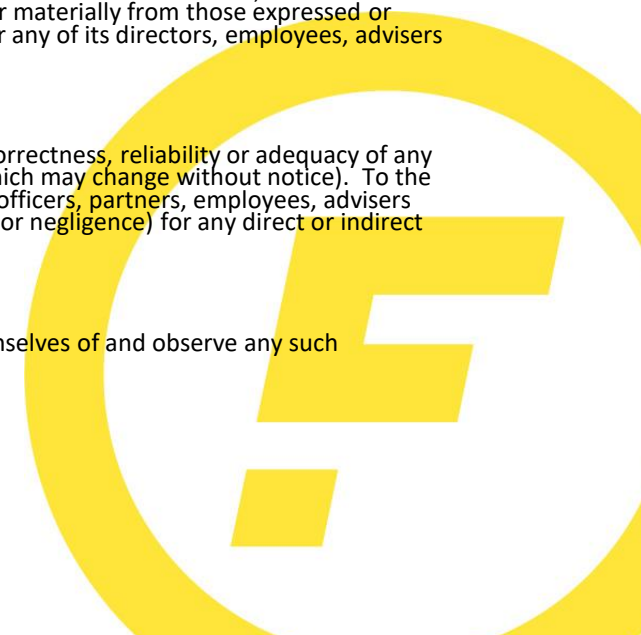 r materially from those expressed or
r any of its directors, employees, advisers
orrectness, reliability or adequacy of any
ich may change without notice).  To the
officers, partners, employees, advisers
or negligence) for any direct or indirect
nselves of and observe any such
F